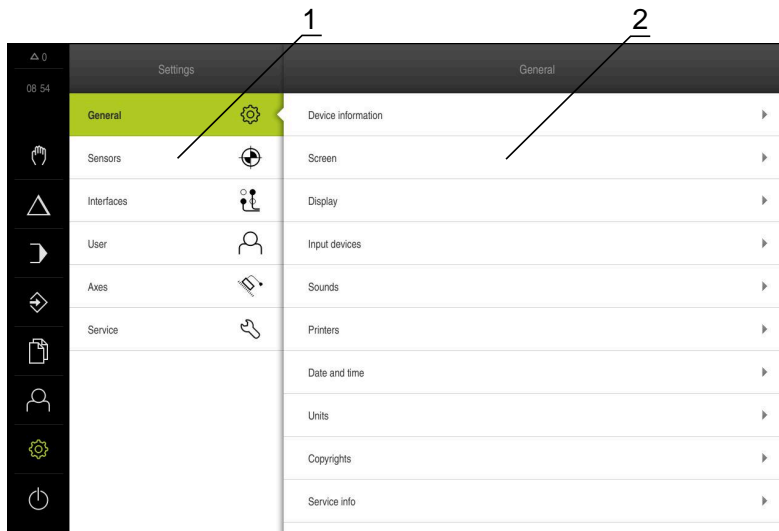 1
2
△ 0
Settings
General
08 54
General
Device information
Sensors
Screen
Interfaces
Display
User
Input devices
Axes
Sounds
Service
Printers
Date and time
Units
Copyrights
Service info